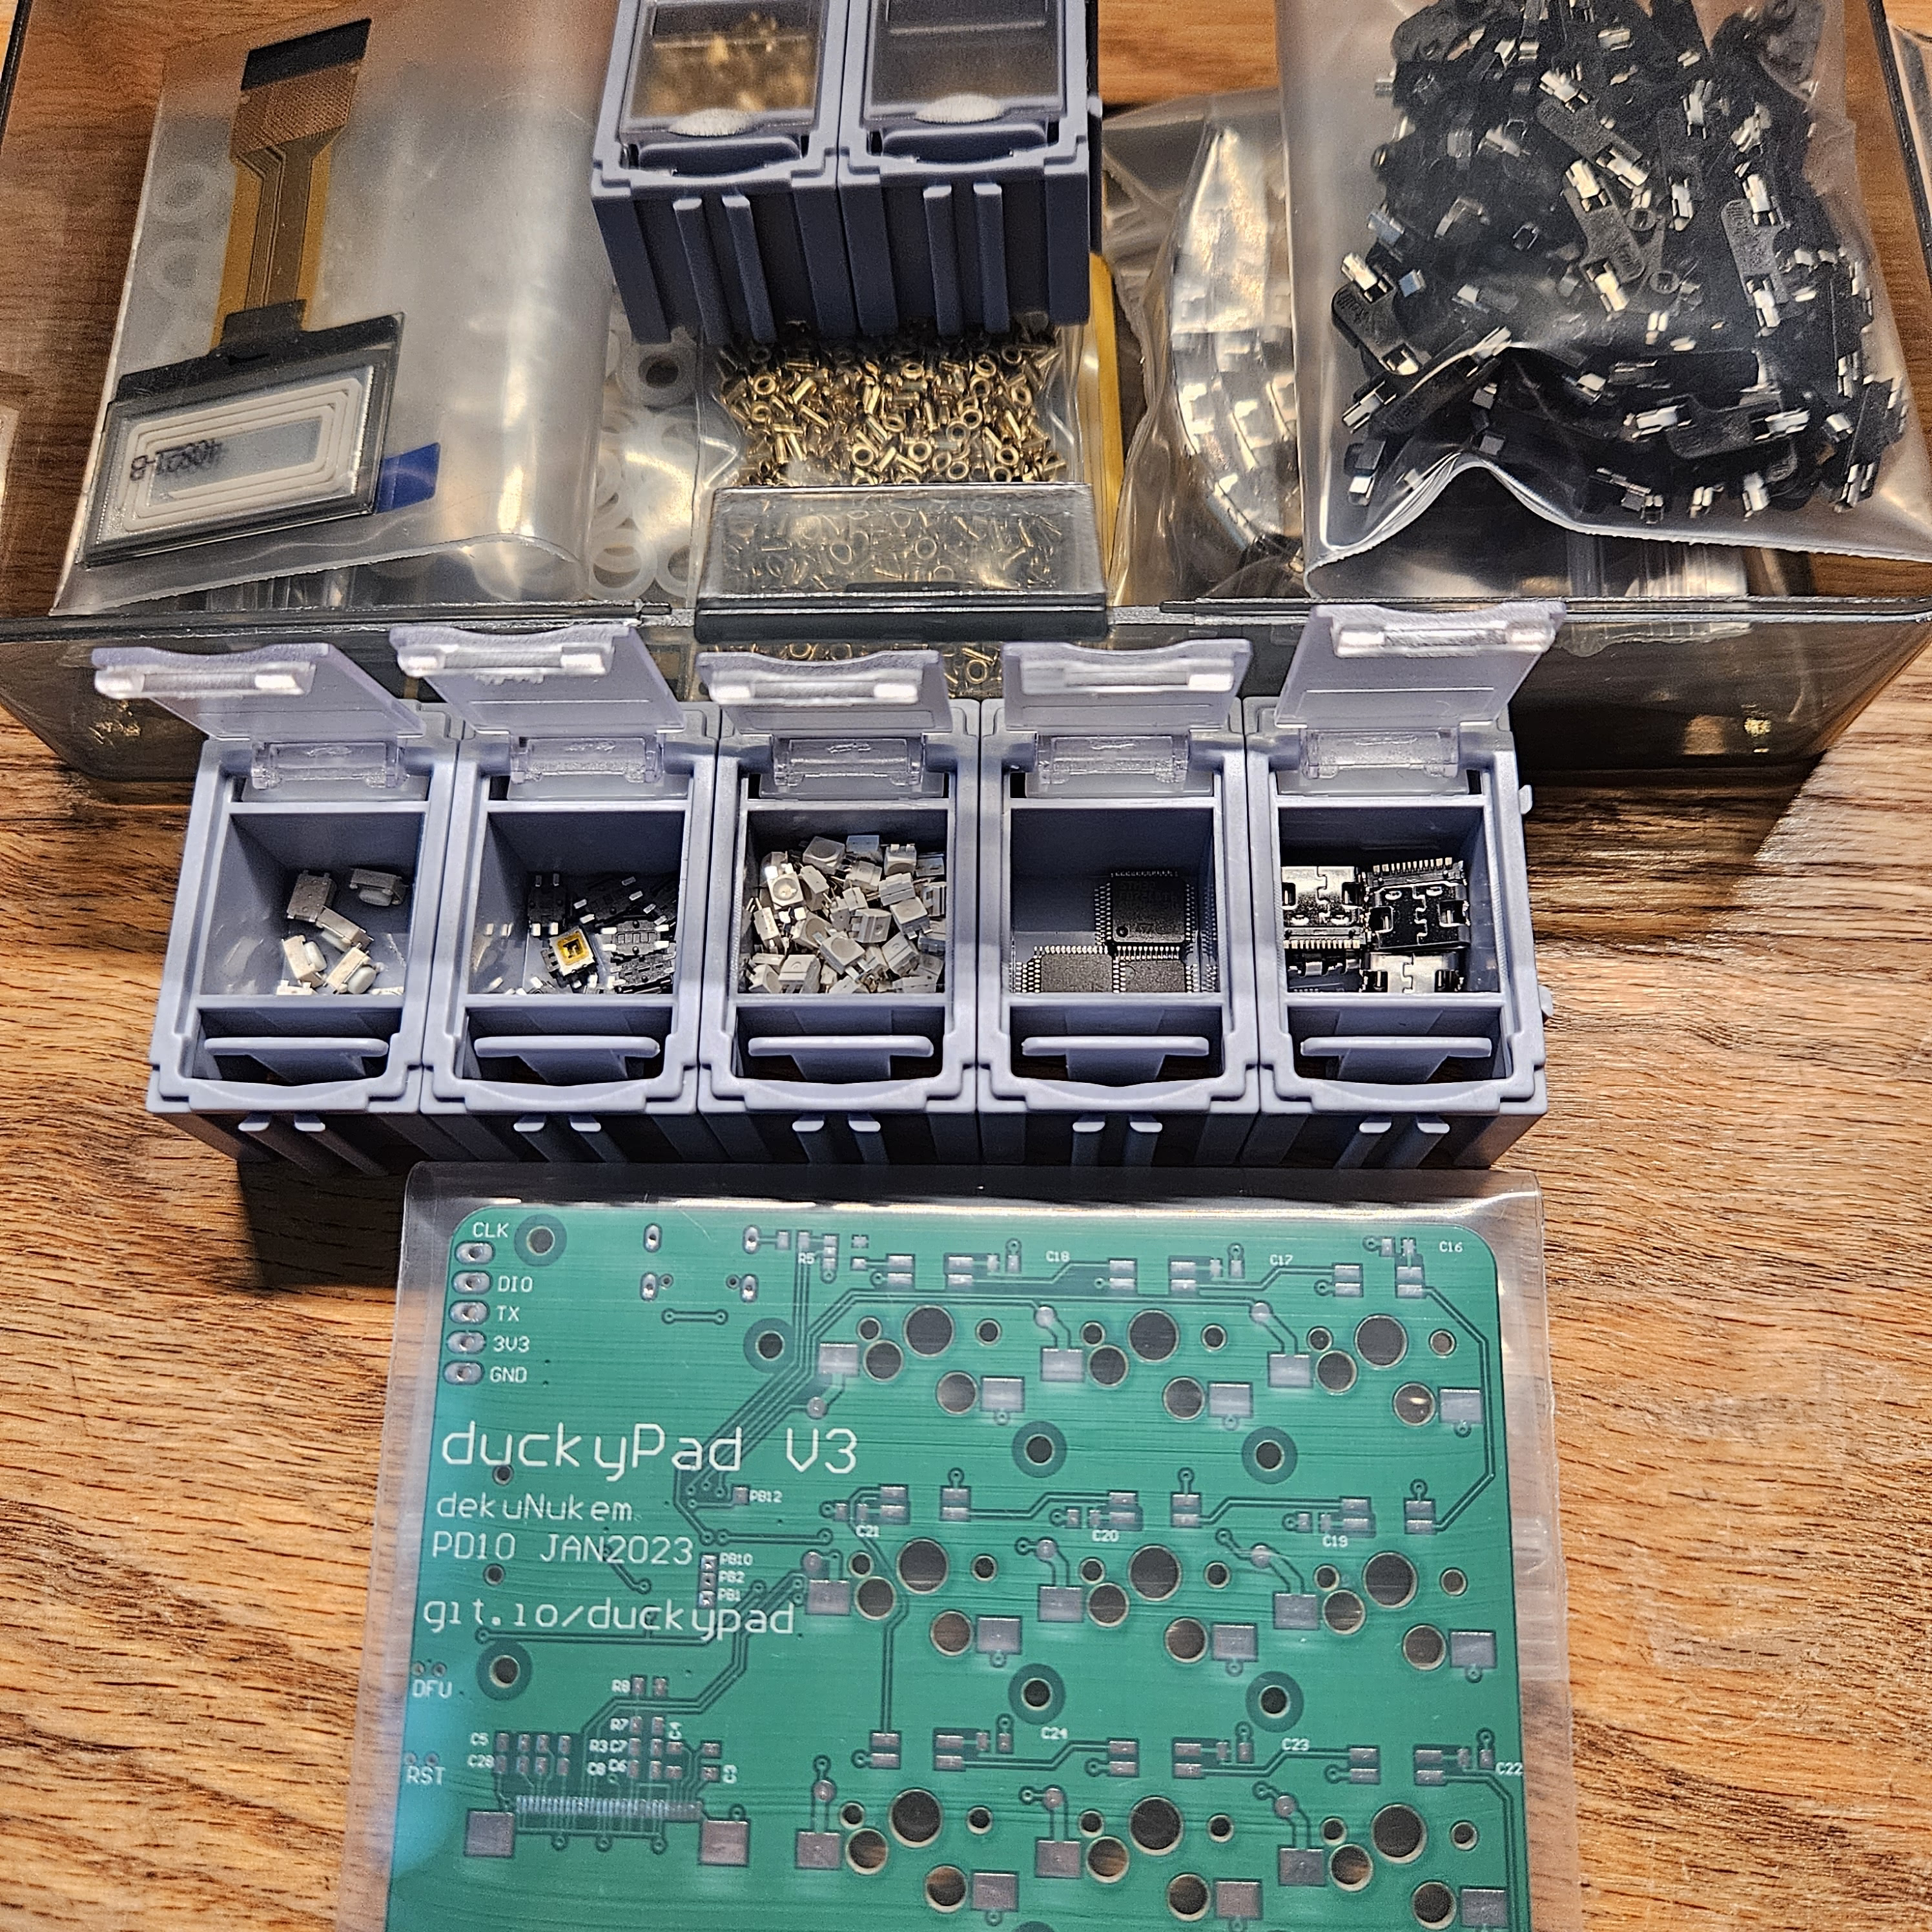 CLK
DIO
TX
3V3
GND
R5
C18
C17
C16
duckyPad V3
dekuNukem
PD10 JAN2023
git.io/duckypad
PB12
PB10
PB2
PB1
C21
C20
C19
DFU
RST
R8
R7
C5
R3 C7
C28
C8 C6
C24
C23
C22